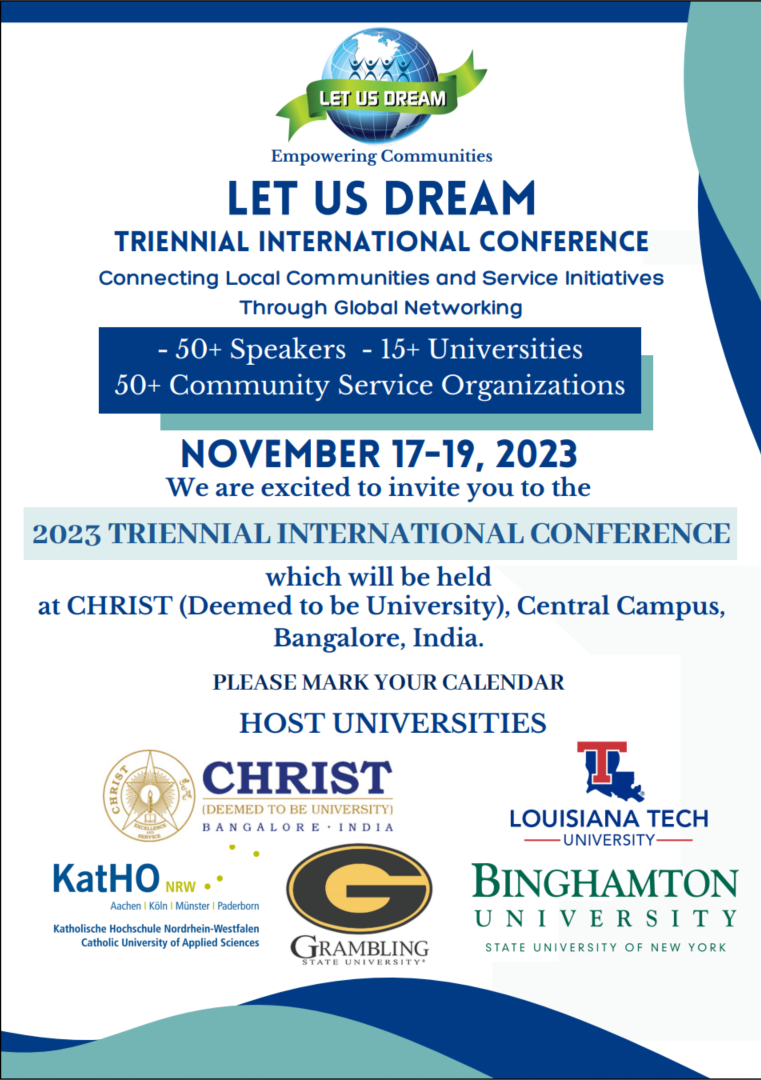 LET US DREAM
Empowering Communities
LET US DREAM
TRIENNIAL INTERNATIONAL CONFERENCE
Connecting Local Communities and Service Initiatives
Through Global Networking
- 50+ Speakers - 15+ Universities
50+ Community Service Organizations
NOVEMBER 17-19, 2023
We are excited to invite you to the
2023 TRIENNIAL INTERNATIONAL CONFERENCE
which will be held
at CHRIST (Deemed to be University), Central Campus,
Bangalore, India.
PLEASE MARK YOUR CALENDAR
HOST UNIVERSITIES
CHRIST
EXCELLENCE AND SERVICE
CHRIST
(DEEMED TO BE UNIVERSITY)
BANGALORE · INDIA
T
LOUISIANA TECH
UNIVERSITY
KatHO NRW
Aachen | Köln | Münster | Paderborn
Katholische Hochschule Nordrhein-Westfalen
Catholic University of Applied Sciences
G
GRAMBLING
STATE UNIVERSITY®
BINGHAMTON
UNIVERSITY
STATE UNIVERSITY OF NEW YORK